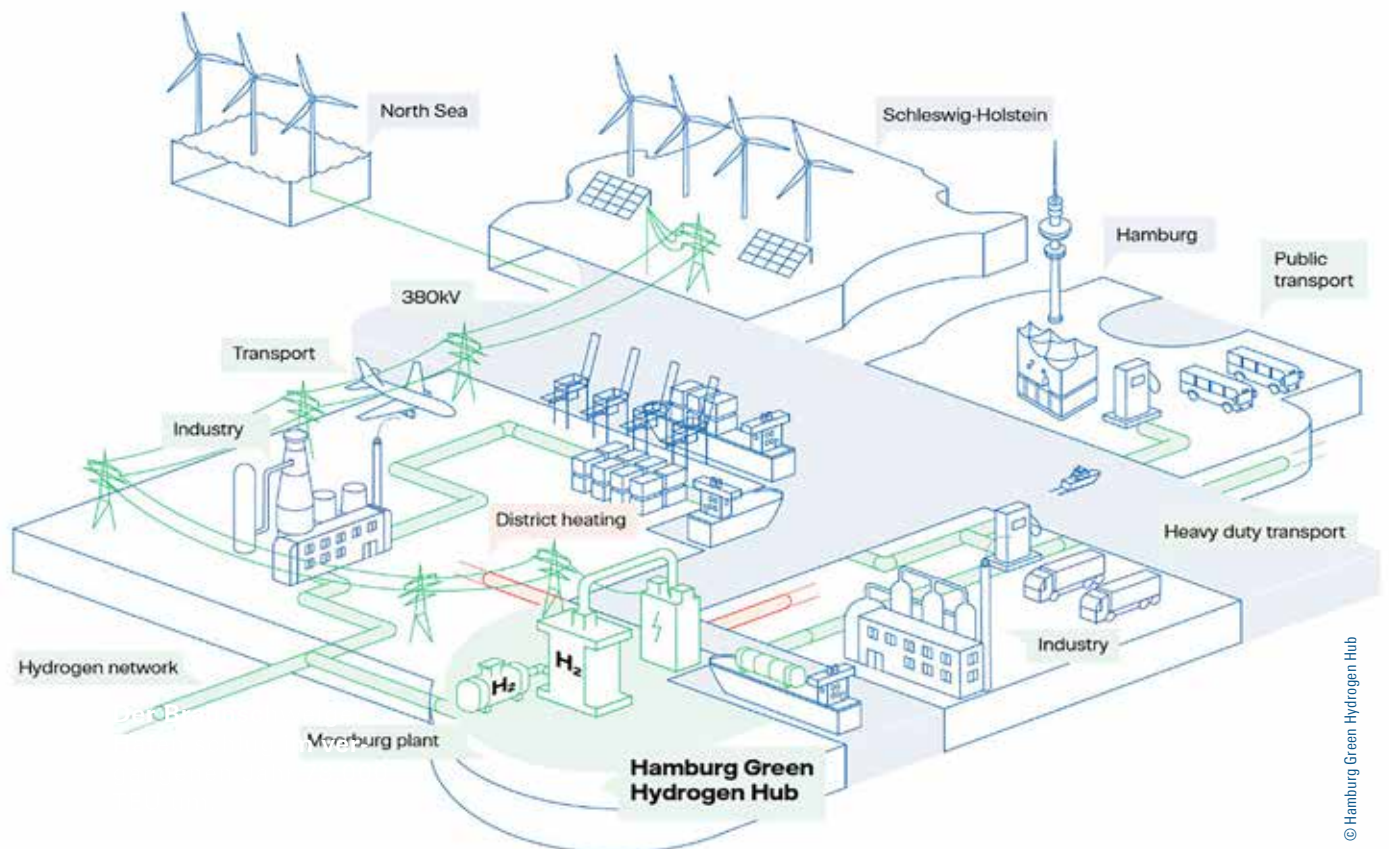 North Sea
Schleswig-Holstein
Hamburg
Public
transport
380kV
Transport
Industry
District heating
Heavy duty transport
H₂
H₂
Industry
Hydrogen network
Moorburg plant
Hamburg Green
Hydrogen Hub
© Hamburg Green Hydrogen Hub